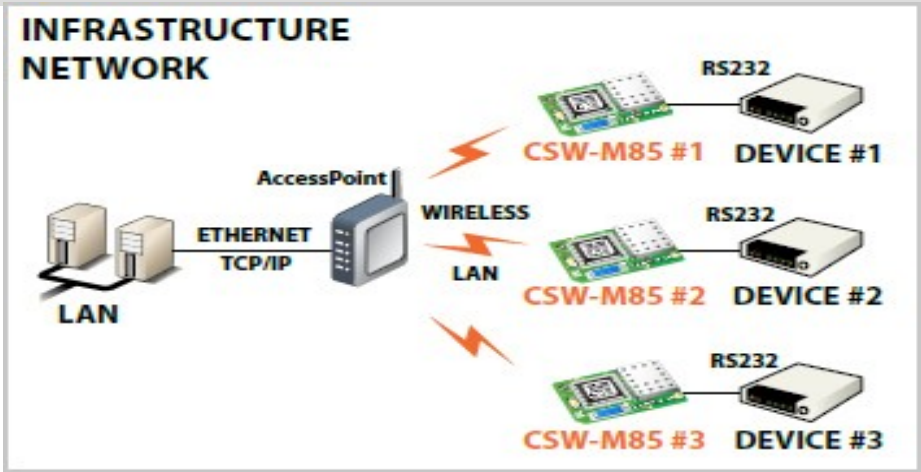 INFRASTRUCTURE
NETWORK
RS232
CSW-M85 #1 DEVICE #1
AccessPoint
WIRELESS
LAN
ETHERNET
TCP/IP
LAN
RS232
CSW-M85 #2 DEVICE #2
RS232
CSW-M85 #3 DEVICE #3